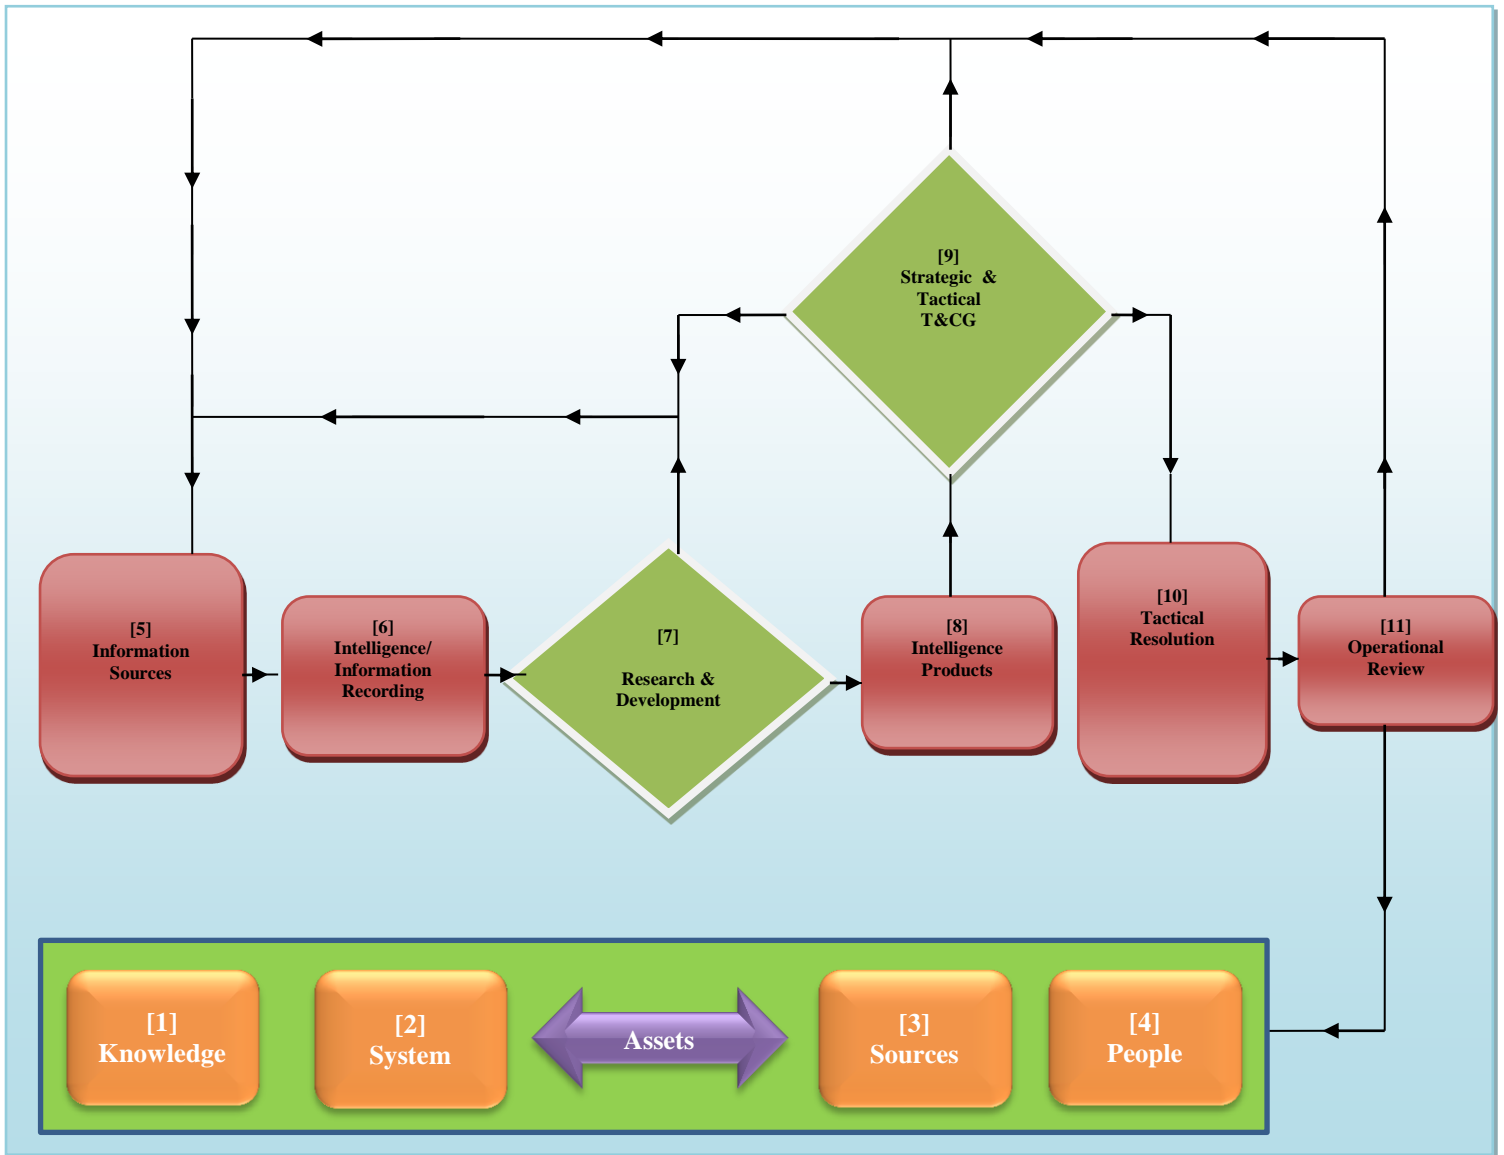 [9]
Strategic &
Tactical
T&CG
[5]
Information
Sources
[6]
Intelligence/
Information
Recording
[7]
Research &
Development
[8]
Intelligence
Products
[10]
Tactical
Resolution
[11]
Operational
Review
[1]
Knowledge
[2]
System
Assets
[3]
Sources
[4]
People